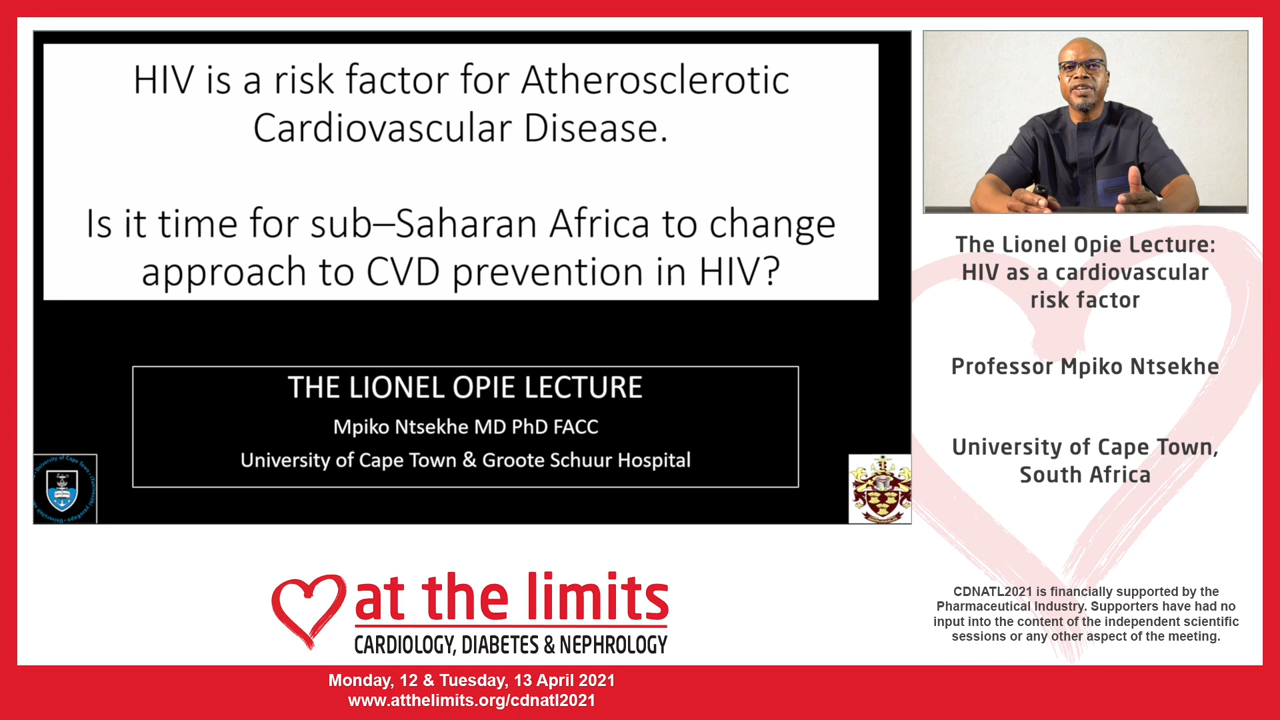 HIV is a risk factor for Atherosclerotic
Cardiovascular Disease.
Is it time for sub–Saharan Africa to change
approach to CVD prevention in HIV?
THE LIONEL OPIE LECTURE
Mpiko Ntsekhe MD PhD FACC
University of Cape Town & Groote Schuur Hospital
The Lionel Opie Lecture:
HIV as a cardiovascular
risk factor
Professor Mpiko Ntsekhe
University of Cape Town,
South Africa
CDNATL2021 is financially supported by the
Pharmaceutical Industry. Supporters have had no
input into the content of the independent scientific
sessions or any other aspect of the meeting.
at the limits
CARDIOLOGY, DIABETES & NEPHROLOGY
Monday, 12 & Tuesday, 13 April 2021
www.atthelimits.org/cdnatl2021